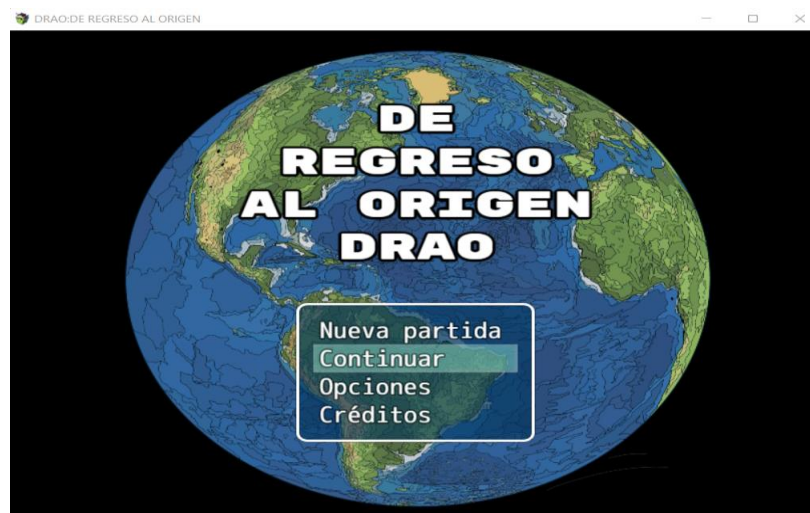 DRAO:DE REGRESO AL ORIGEN
DE
REGRESO
AL ORIGEN
DRAO
Nueva partida
Continuar
Opciones
Créditos